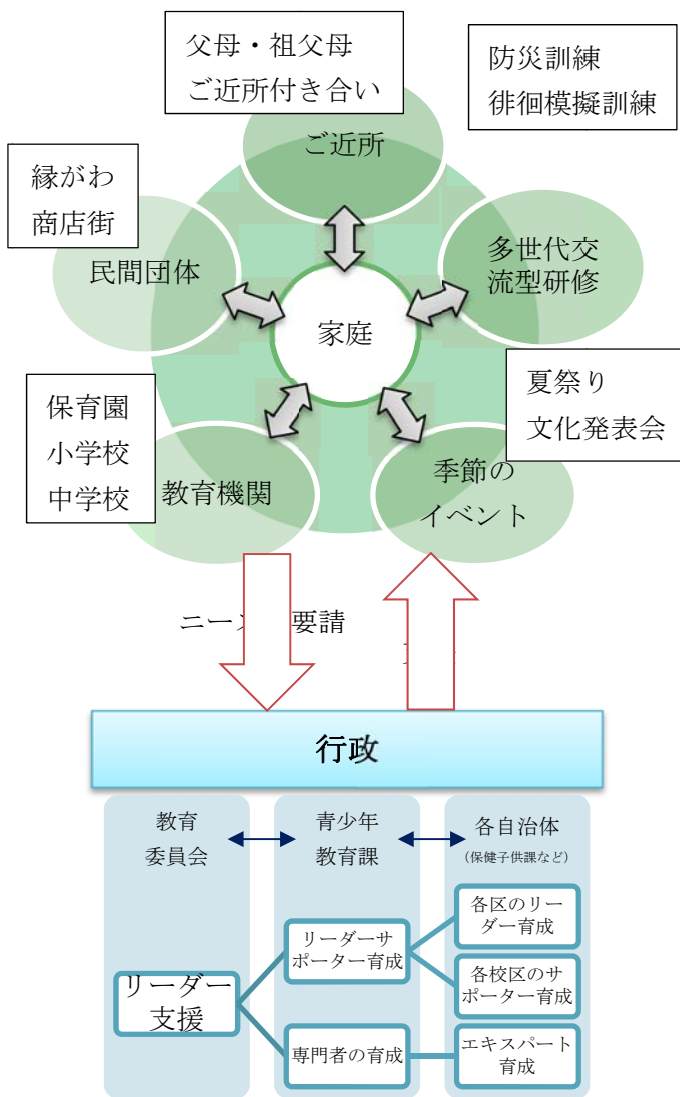 父母・祖父母
ご近所付き合い
防災訓練
徘徊模擬訓練
ご近所
縁がわ
商店街
民間団体
多世代交
流型研修
家庭
夏祭り
文化発表会
保育園
小学校
中学校
教育機関
季節の
イベント
要請
行政
教育
委員会
青少年
教育課
各自治体
(保健子供課など)
リーダー
支援
リーダーサ
ポーター育成
専門者の育成
各区のリー
ダー育成
各校区のサ
ポーター育成
エキスパート
育成